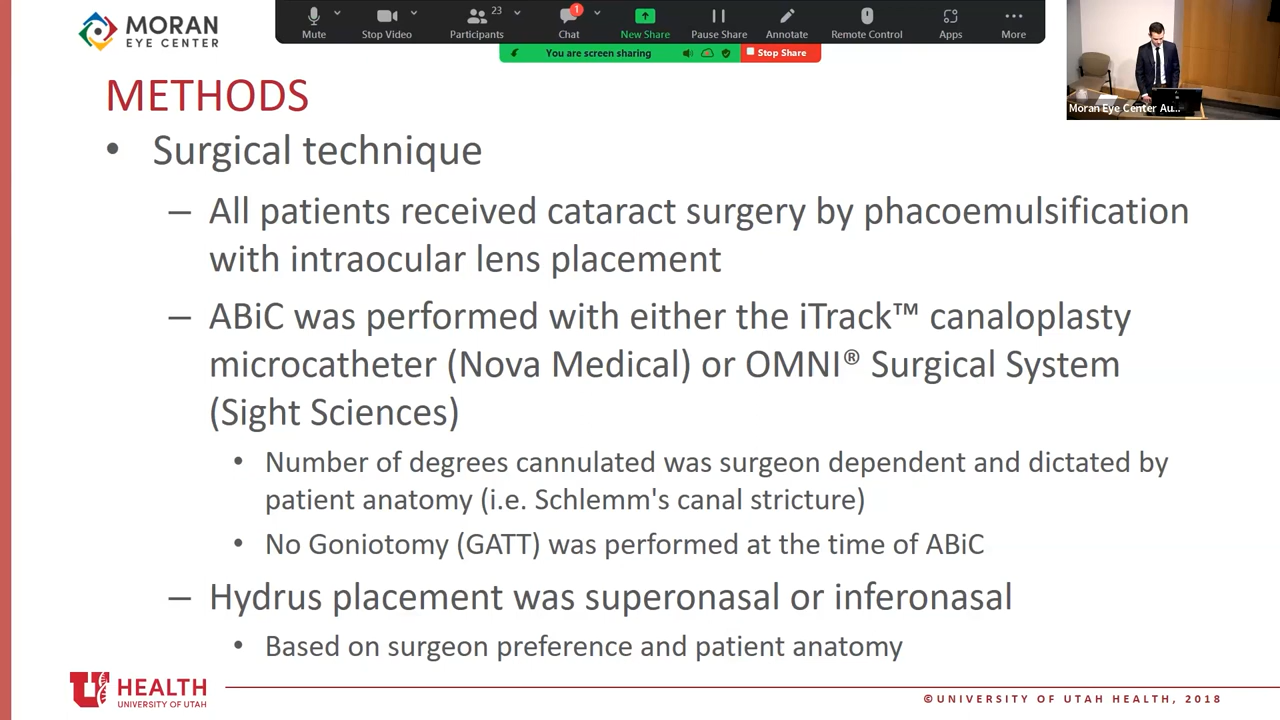 MORAN
EYE CENTER
Mute
Stop Video
23
Participants
1
Chat
New Share
Pause Share
Annotate
Remote Control
Apps
More
You are screen sharing
Stop Share
Moran Eye Center Au...
METHODS
• Surgical technique
– All patients received cataract surgery by phacoemulsification
with intraocular lens placement
– ABiC was performed with either the iTrack™ canaloplasty
microcatheter (Nova Medical) or OMNI® Surgical System
(Sight Sciences)
• Number of degrees cannulated was surgeon dependent and dictated by
patient anatomy (i.e. Schlemm's canal stricture)
• No Goniotomy (GATT) was performed at the time of ABiC
– Hydrus placement was superonasal or inferonasal
• Based on surgeon preference and patient anatomy
U HEALTH
UNIVERSITY OF UTAH
©UNIVERSITY OF UTAH HEALTH, 2018